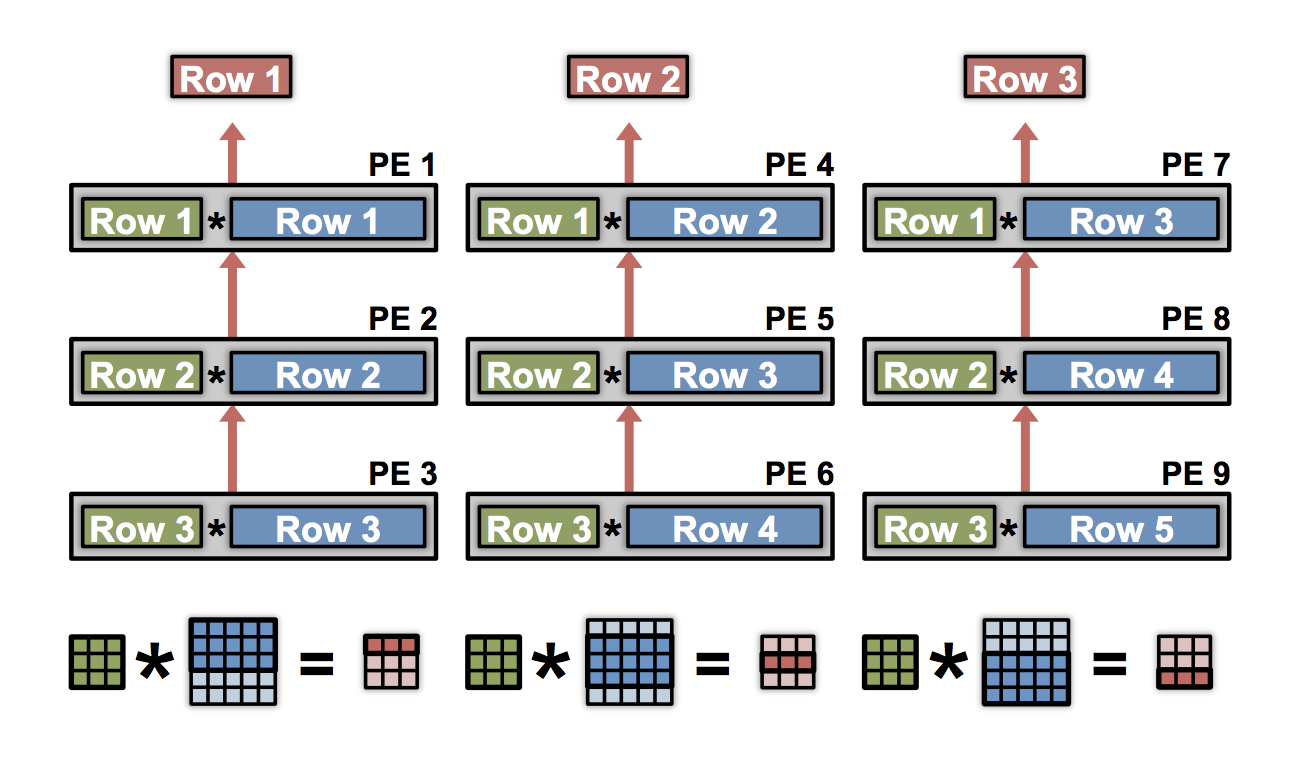 Row 1 Row 2 Row 3
PE 1 PE 4 PE 7
Row 1 * Row 1 Row 1 * Row 2 Row 1 * Row 3
PE 2 PE 5 PE 8
Row 2 * Row 2 Row 2 * Row 3 Row 2 * Row 4
PE 3 PE 6 PE 9
Row 3 * Row 3 Row 3 * Row 4 Row 3 * Row 5
* = * = * =